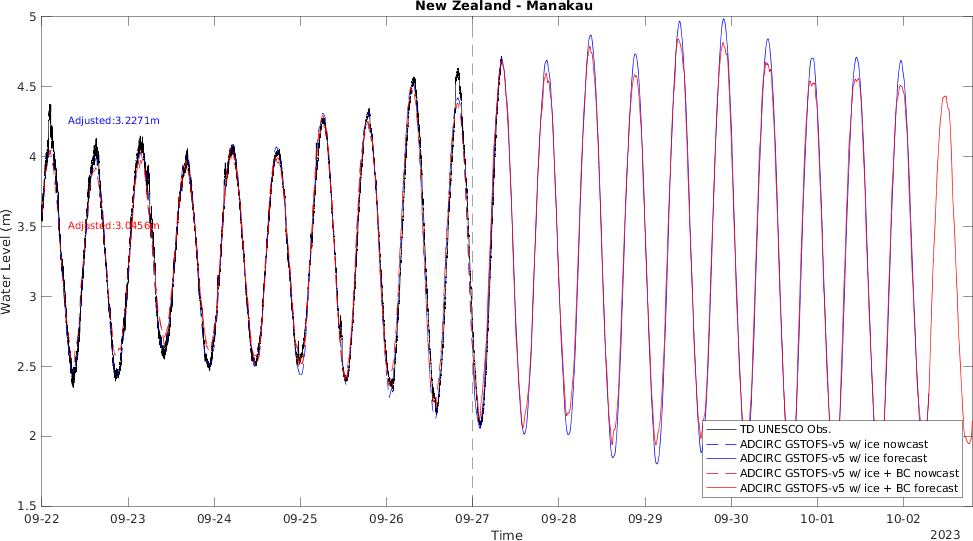 New Zealand - Manakau
5
4.5
4
3.5
3
2.5
2
1.5
Water Level (m)
Adjusted:3.2271m
Adjusted:3.0456m
TD UNESCO Obs.
ADCIRC GSTOFS-v5 w/ ice nowcast
ADCIRC GSTOFS-v5 w/ ice forecast
ADCIRC GSTOFS-v5 w/ ice + BC nowcast
ADCIRC GSTOFS-v5 w/ ice + BC forecast
09-22 09-23 09-24 09-25 09-26 09-27 09-28 09-29 09-30 10-01 10-02
Time
2023